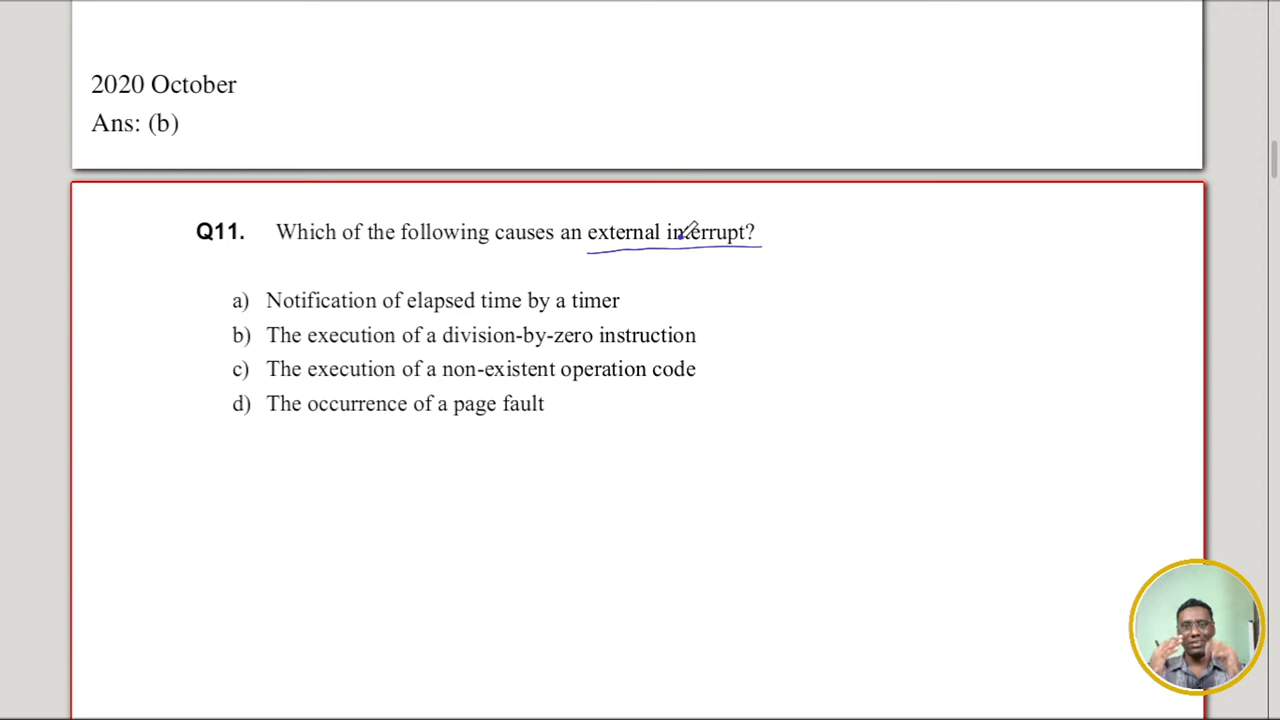 2020 October
Ans: (b)
Q11. Which of the following causes an external interrupt?
a) Notification of elapsed time by a timer
b) The execution of a division-by-zero instruction
c) The execution of a non-existent operation code
d) The occurrence of a page fault